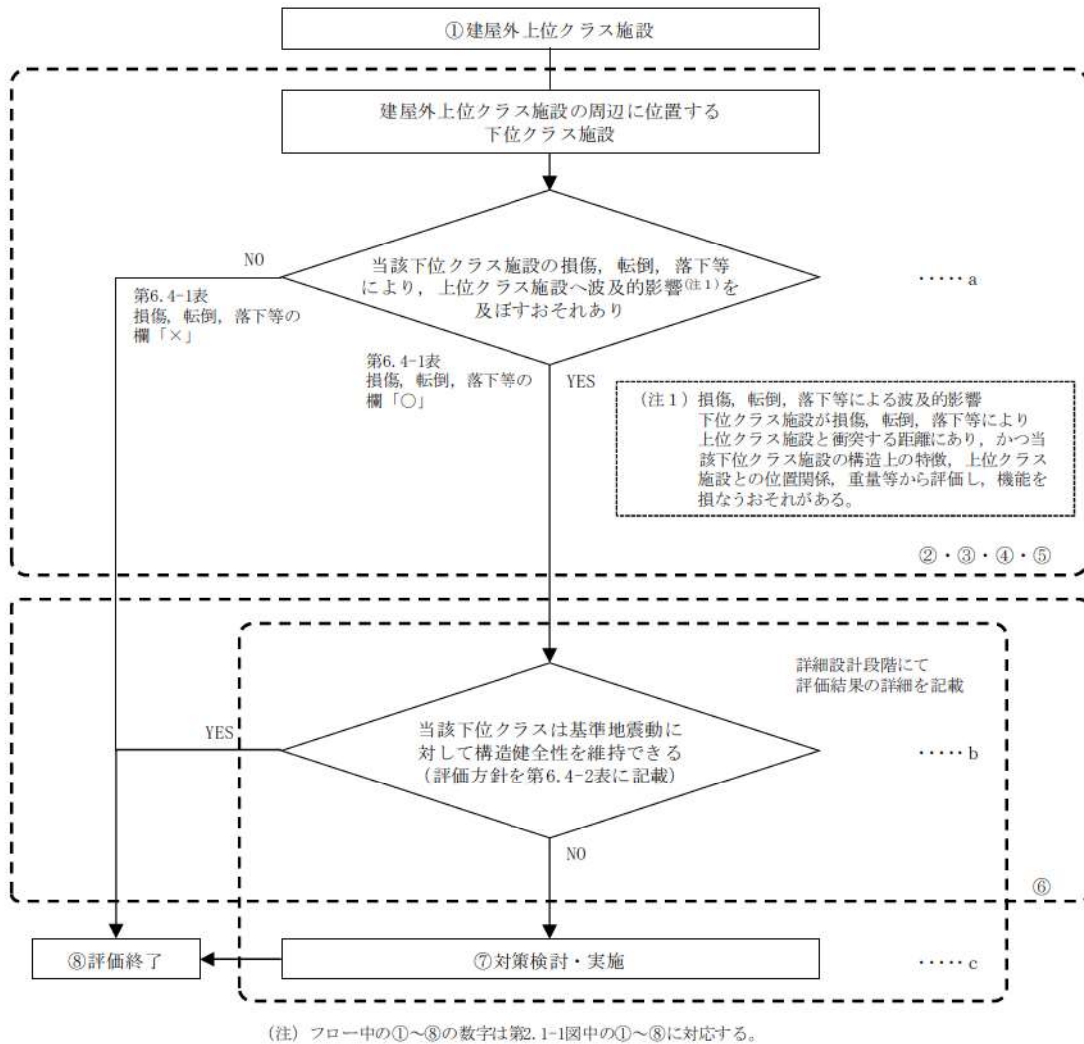 ①建屋外上位クラス施設
建屋外上位クラス施設の周辺に位置する
下位クラス施設
NO
当該下位クラス施設の損傷，転倒，落下等
により，上位クラス施設へ波及的影響(注1)を
及ぼすおそれあり
‥‥‥a
第6.4-1表
損傷，転倒，落下等の
欄「×」
第6.4-1表
損傷，転倒，落下等の
欄「○」
YES
（注１）損傷，転倒，落下等による波及的影響
下位クラス施設が損傷，転倒，落下等により
上位クラス施設と衝突する距離にあり，かつ当
該下位クラス施設の構造上の特徴，上位クラス
施設との位置関係，重量等から評価し，機能を
損なうおそれがある。
②・③・④・⑤
詳細設計段階にて
評価結果の詳細を記載
YES
当該下位クラスは基準地震動に
対して構造健全性を維持できる
（評価方針を第6.4-2表に記載）
‥‥‥b
NO
⑥
⑧評価終了
⑦対策検討・実施
‥‥‥c
(注) フロー中の①～⑧の数字は第2.1-1図中の①～⑧に対応する。